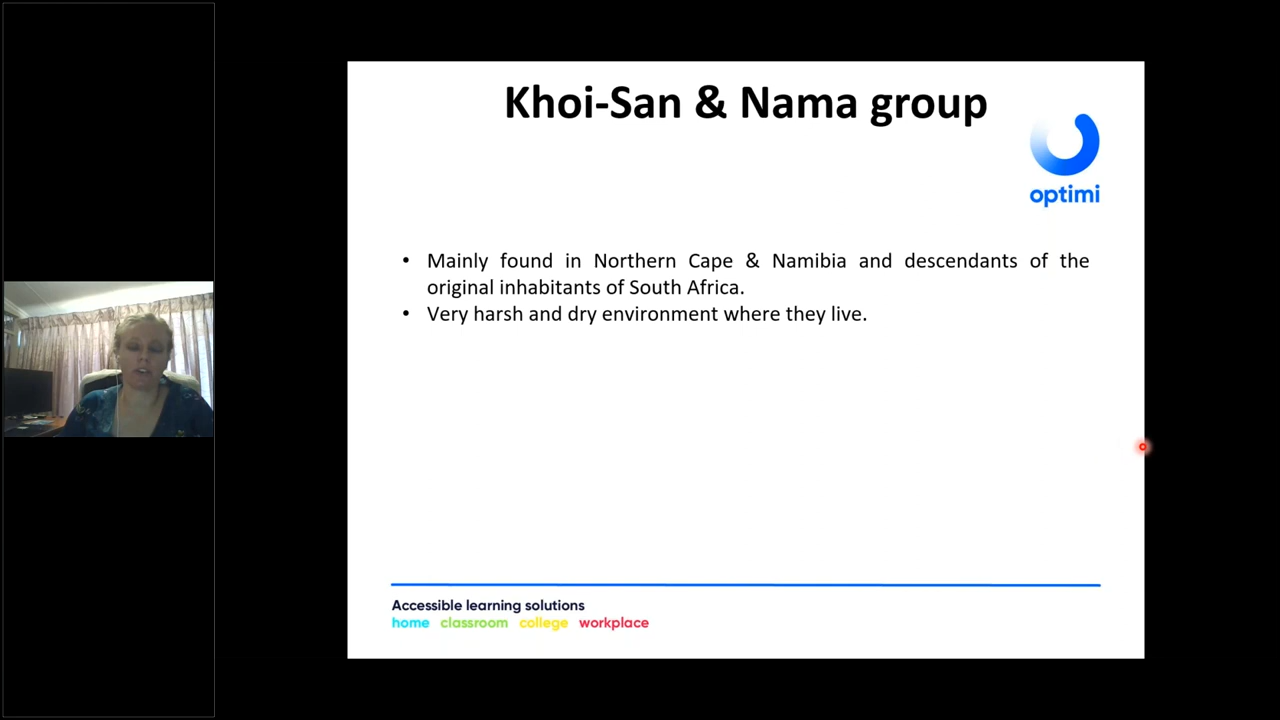 Khoi-San & Nama group
optimi
• Mainly found in Northern Cape & Namibia and descendants of the
original inhabitants of South Africa.
• Very harsh and dry environment where they live.
Accessible learning solutions
home classroom college workplace